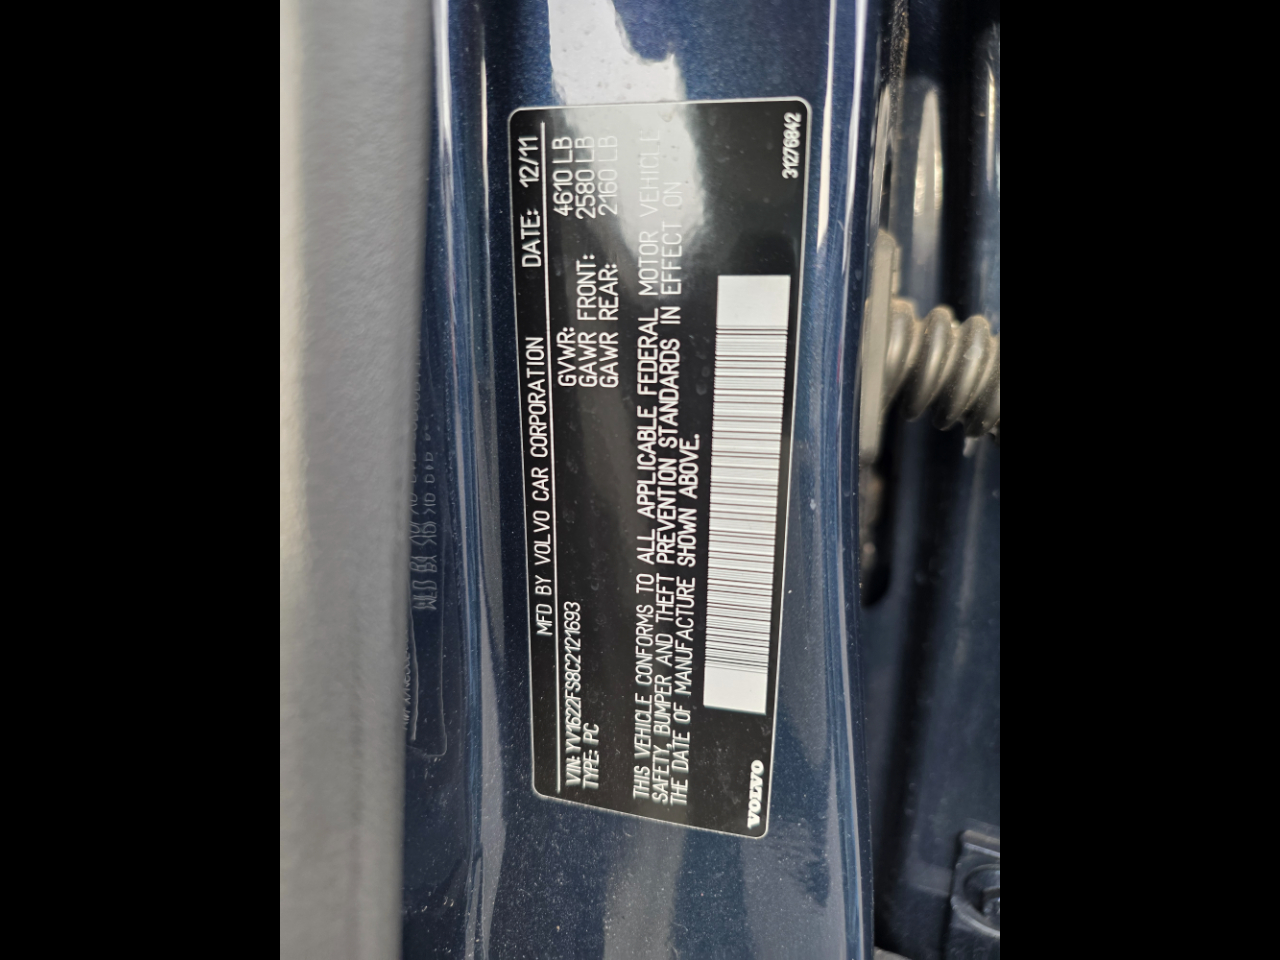 MFD BY VOLVO CAR CORPORATION DATE: 12/11
VIN: YV1622FS8C2121693 GVWR: 4610 LB
TYPE: PC GAWR FRONT: 2580 LB
GAWR REAR: 2160 LB
THIS VEHICLE CONFORMS TO ALL APPLICABLE FEDERAL MOTOR VEHICLE
SAFETY, BUMPER AND THEFT PREVENTION STANDARDS IN EFFECT ON
THE DATE OF MANUFACTURE SHOWN ABOVE.
VOLVO 31276842